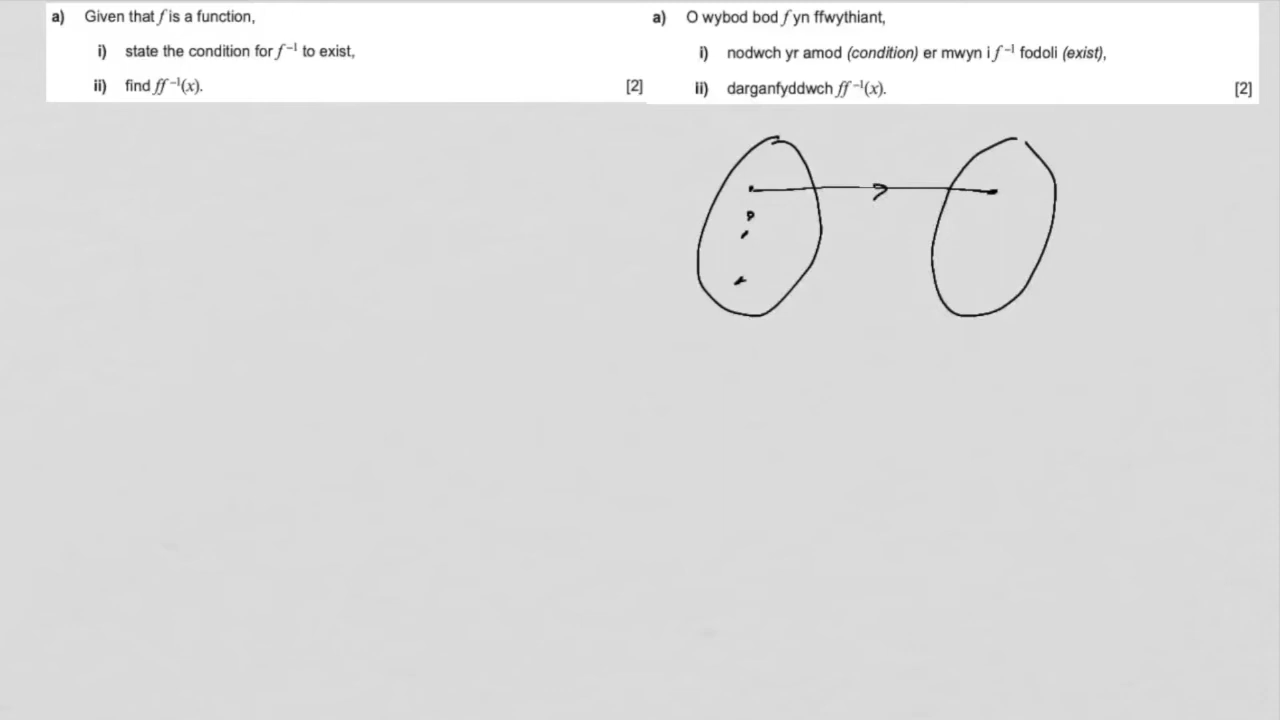 a) Given that f is a function,
i) state the condition for f⁻¹ to exist,
ii) find ff⁻¹(x). [2]
a) O wybod bod f yn ffwythiant,
i) nodwch yr amod (condition) er mwyn i f⁻¹ fodoli (exist),
ii) darganfyddwch ff⁻¹(x). [2]